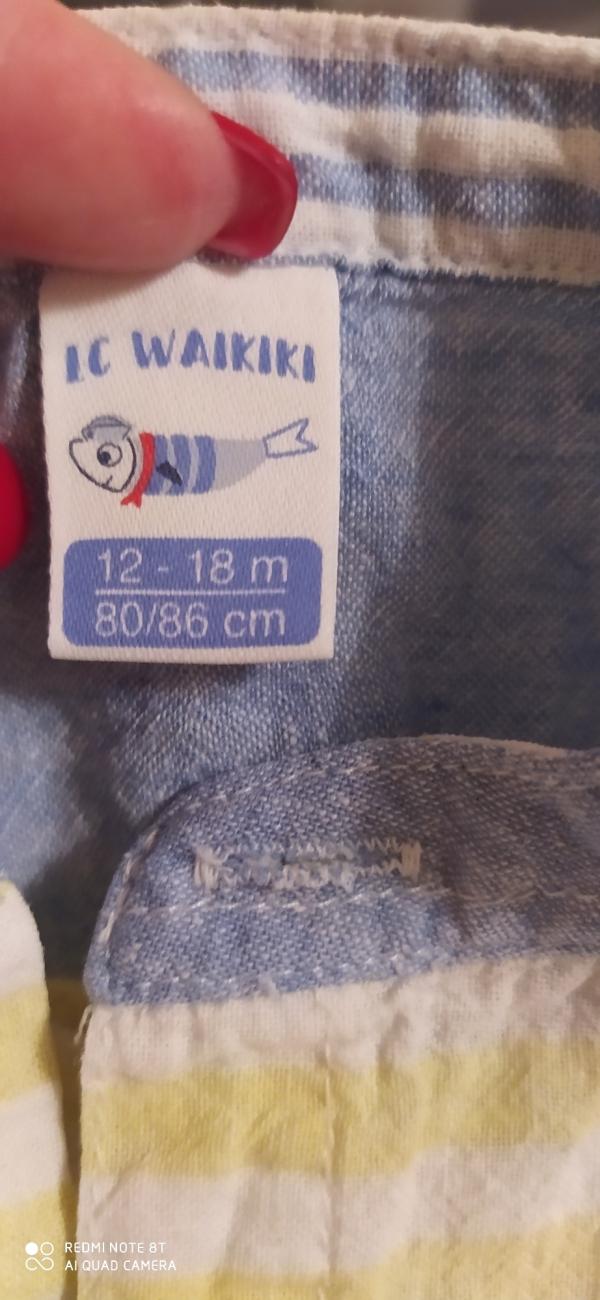 LC WAIKIKI
12 - 18 m
80/86 cm
REDMI NOTE 8T
AI QUAD CAMERA